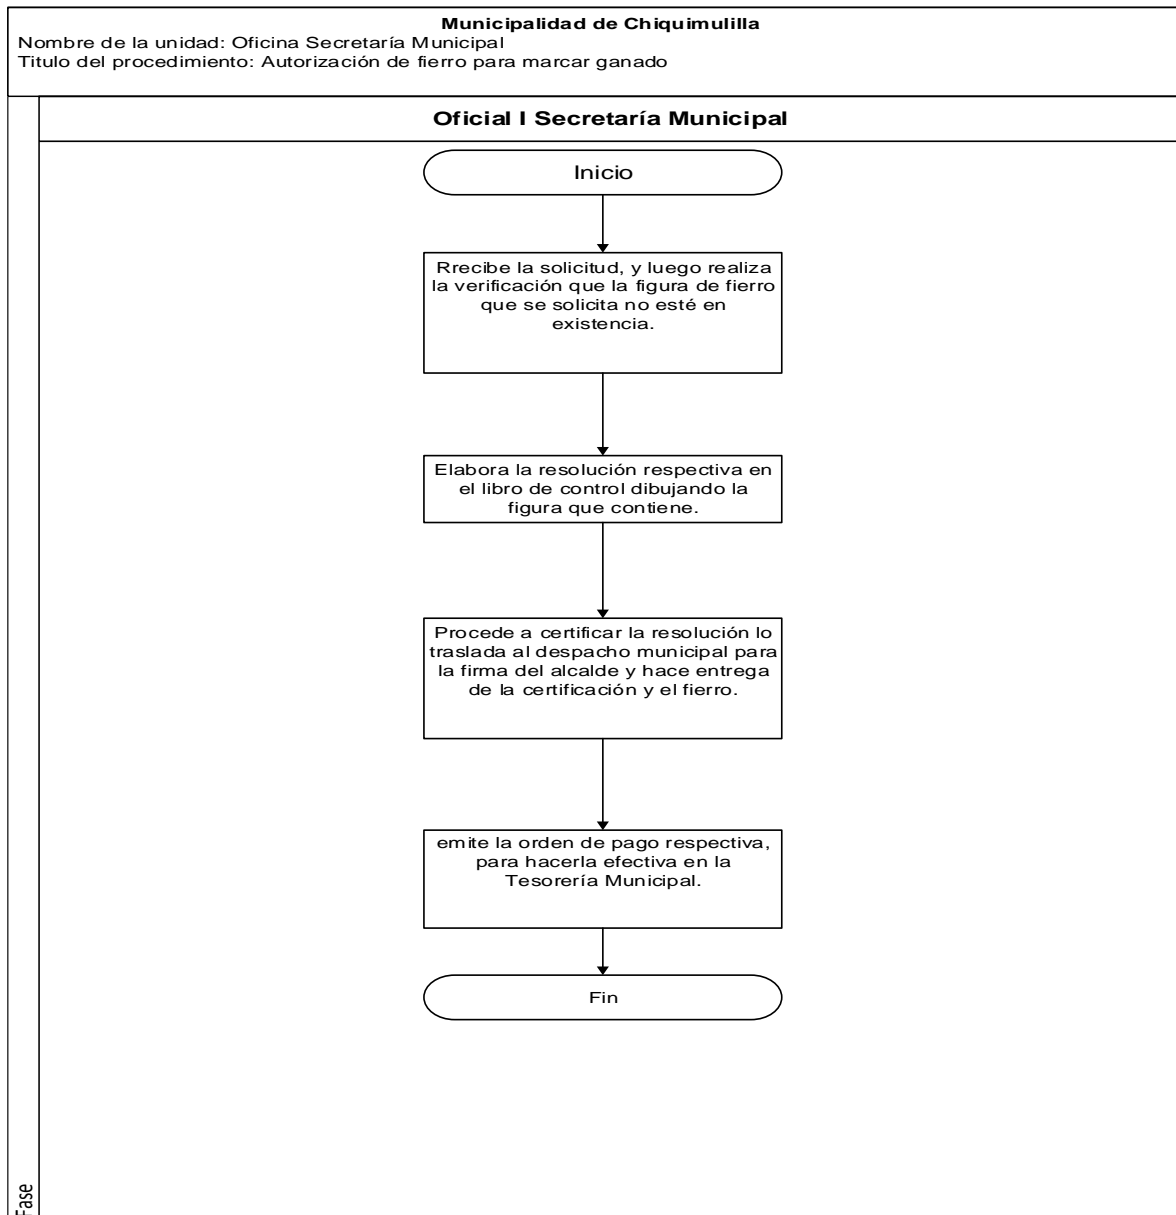 Municipalidad de Chiquimulilla
Nombre de la unidad: Oficina Secretaría Municipal
Titulo del procedimiento: Autorización de fierro para marcar ganado
Oficial I Secretaría Municipal
Inicio
Rrecibe la solicitud, y luego realiza
la verificación que la figura de fierro
que se solicita no esté en
existencia.
Elabora la resolución respectiva en
el libro de control dibujando la
figura que contiene.
Procede a certificar la resolución lo
traslada al despacho municipal para
la firma del alcalde y hace entrega
de la certificación y el fierro.
emite la orden de pago respectiva,
para hacerla efectiva en la
Tesorería Municipal.
Fin
Fase